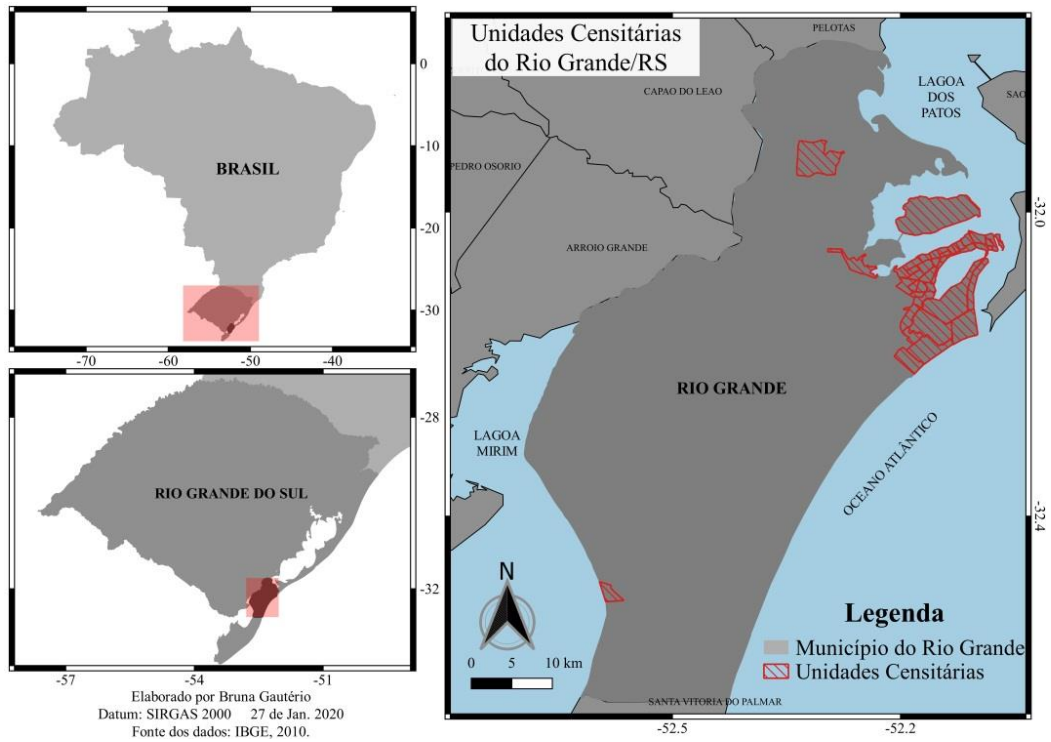 BRASIL
0
-10
-20
-30
-70
-60
-50
-40
RIO GRANDE DO SUL
-28
-32
-57
-54
-51
Elaborado por Bruna Gautério
Datum: SIRGAS 2000 27 de Jan. 2020
Fonte dos dados: IBGE, 2010.
Unidades Censitárias
do Rio Grande/RS
PELOTAS
CAPAO DO LEAO
LAGOA
DOS
PATOS
SAO
PEDRO OSORIO
ARROIO GRANDE
-32.0
RIO GRANDE
LAGOA
MIRIM
OCEANO ATLÂNTICO
-32.4
N
0 5 10 km
Legenda
Município do Rio Grande
Unidades Censitárias
SANTA VITORIA DO PALMAR
-52.5
-52.2